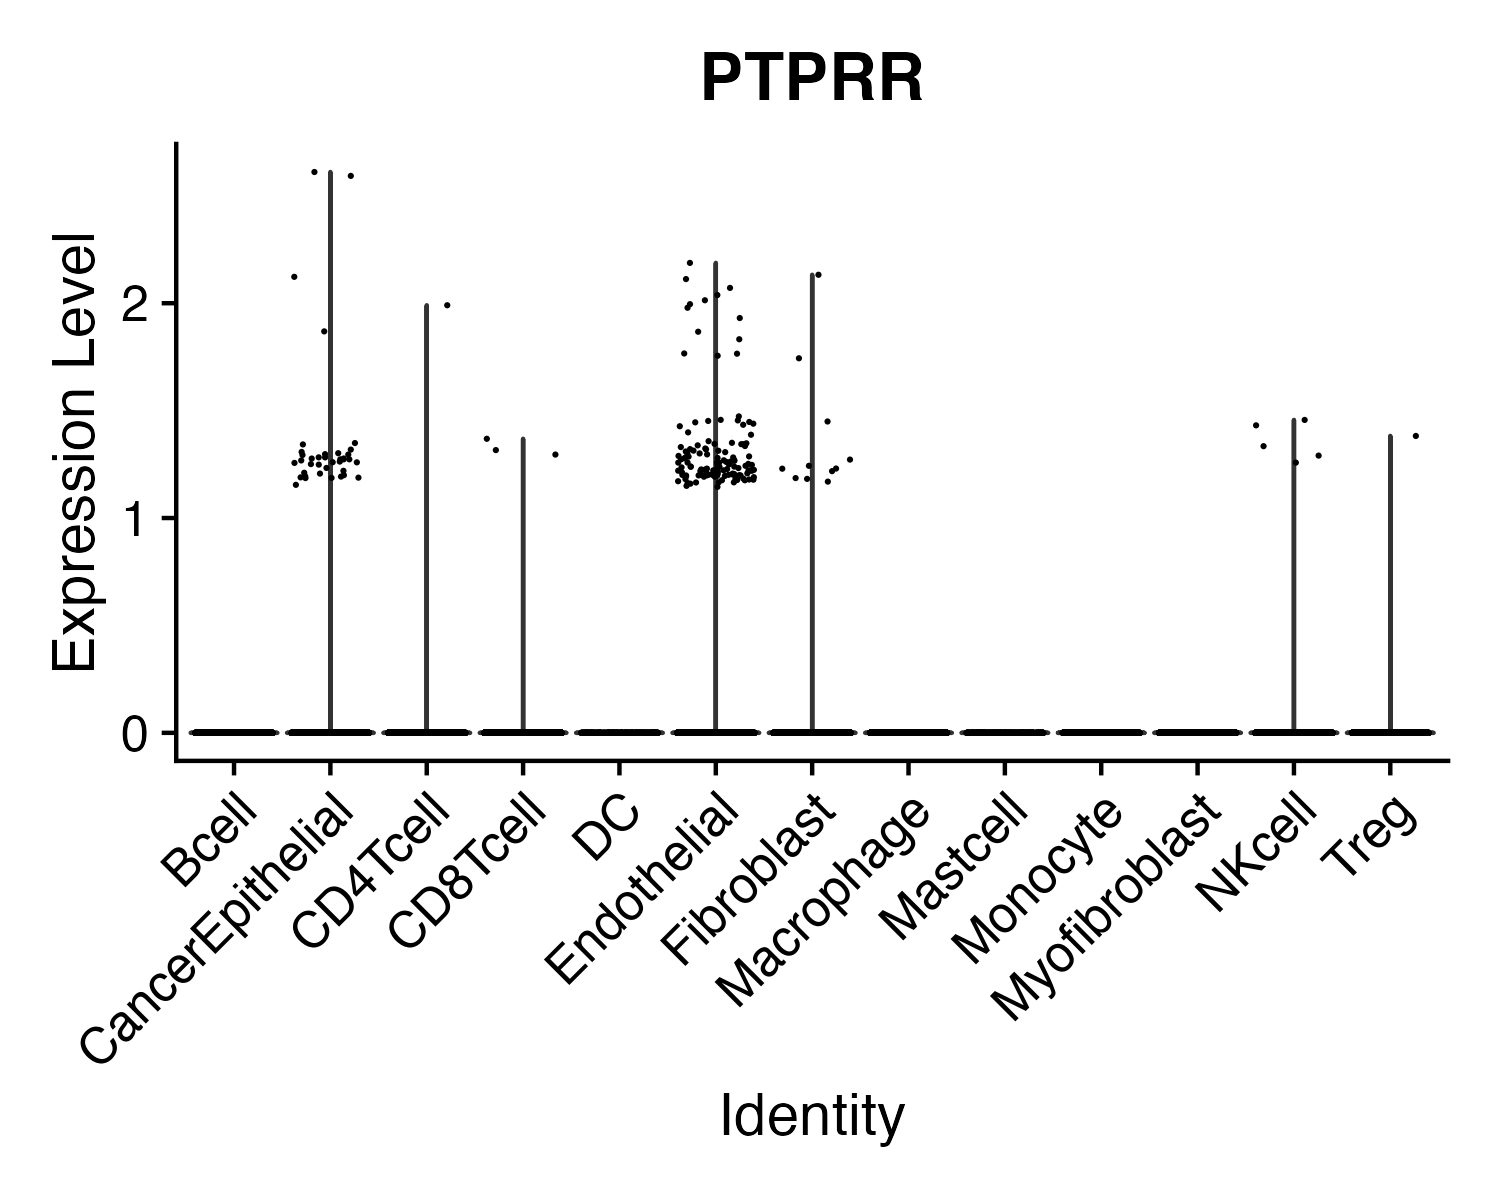 PTPRR
Expression Level
2
1
0
Bcell
CancerEpithelial
CD4Tcell
CD8Tcell
DC
Endothelial
Fibroblast
Macrophage
Mastcell
Monocyte
Myofibroblast
NKcell
Treg
Identity